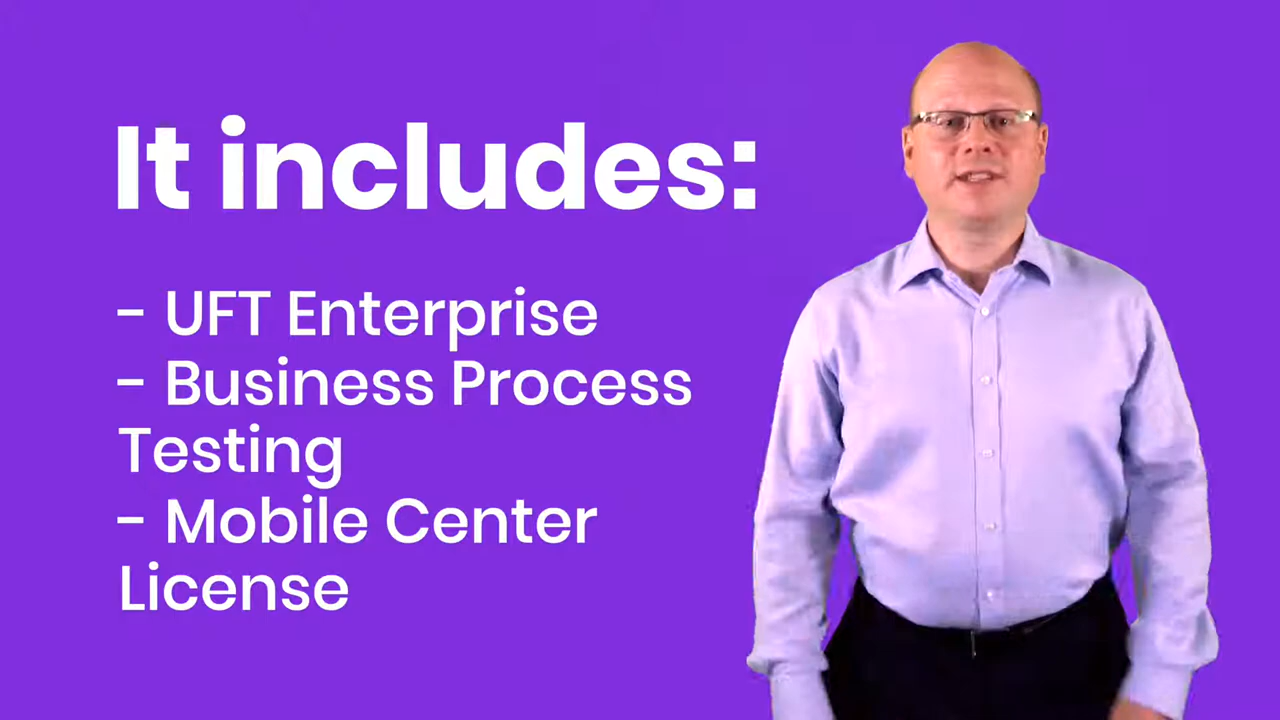 It includes:
- UFT Enterprise
- Business Process
Testing
- Mobile Center
License